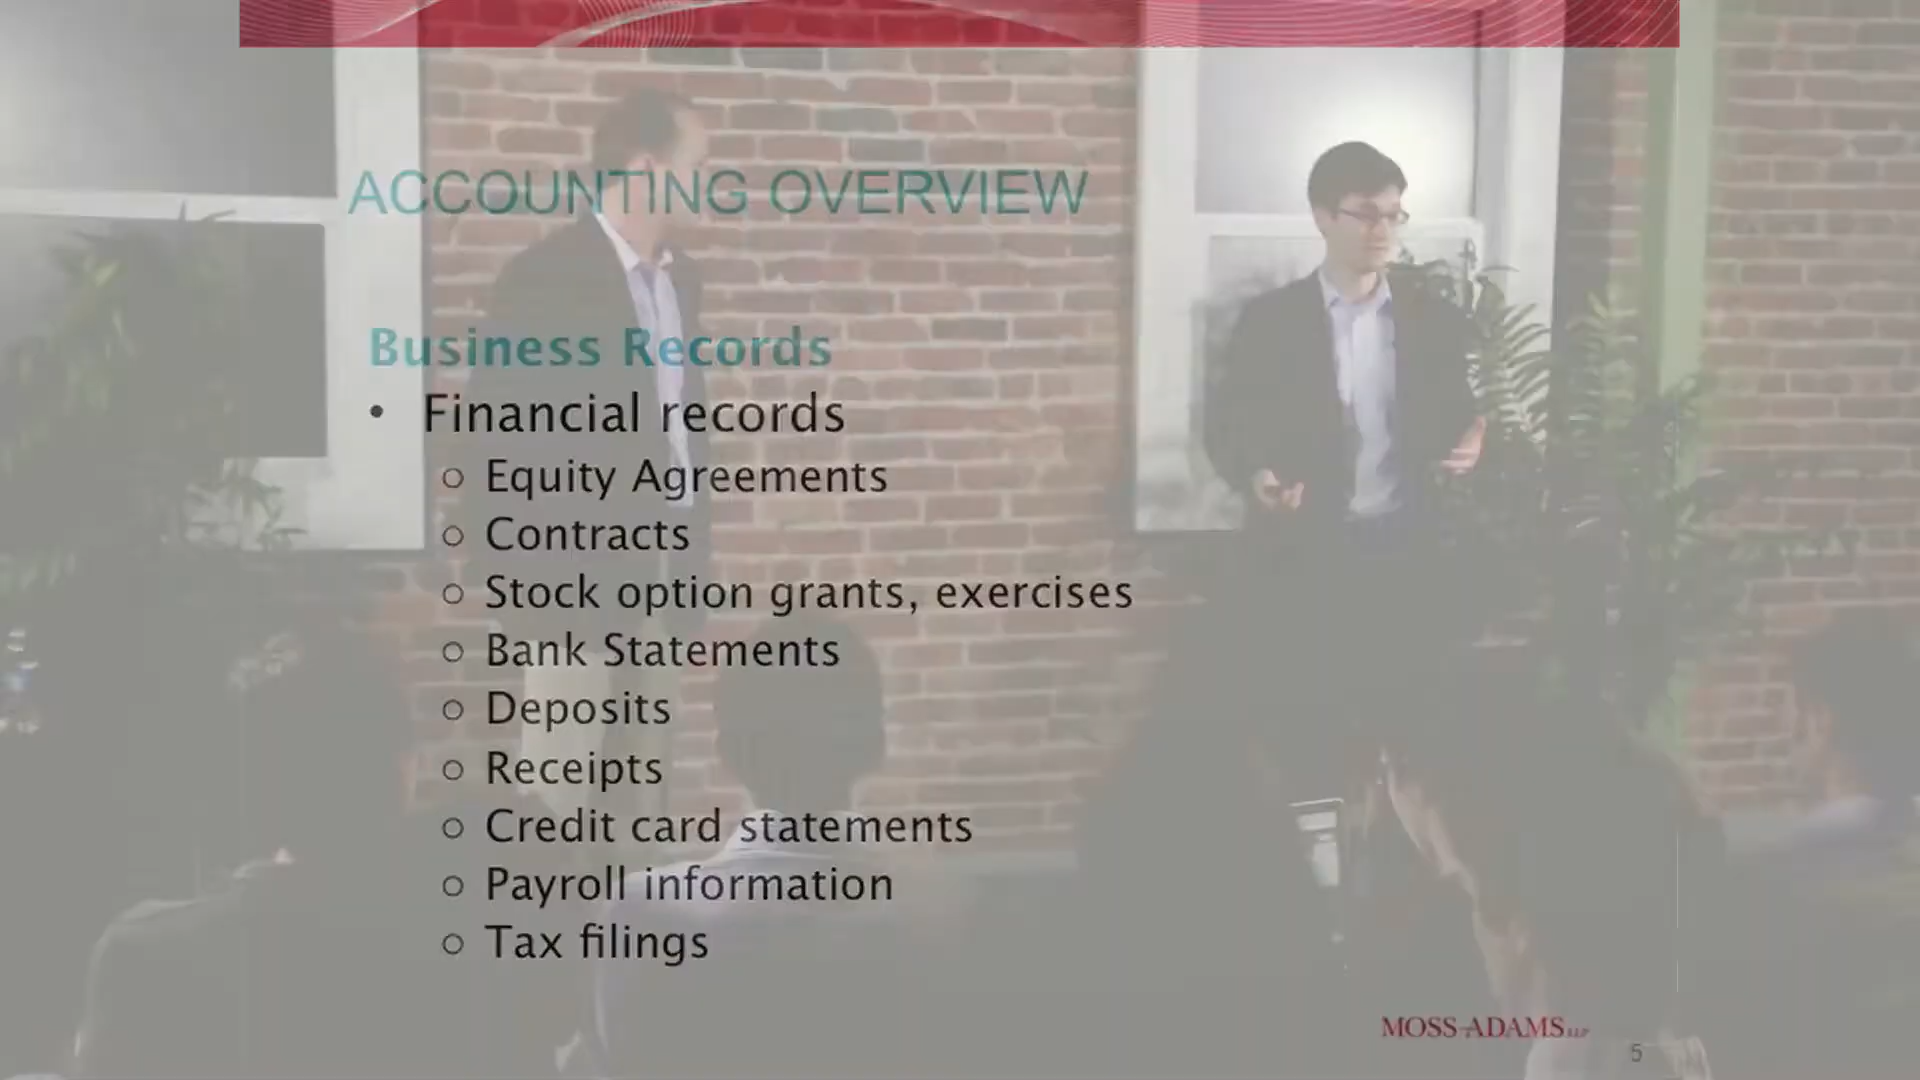 ACCOUNTING OVERVIEW
Business Records
• Financial records
○ Equity Agreements
○ Contracts
○ Stock option grants, exercises
○ Bank Statements
○ Deposits
○ Receipts
○ Credit card statements
○ Payroll information
○ Tax filings
MOSS-ADAMS LLP
5